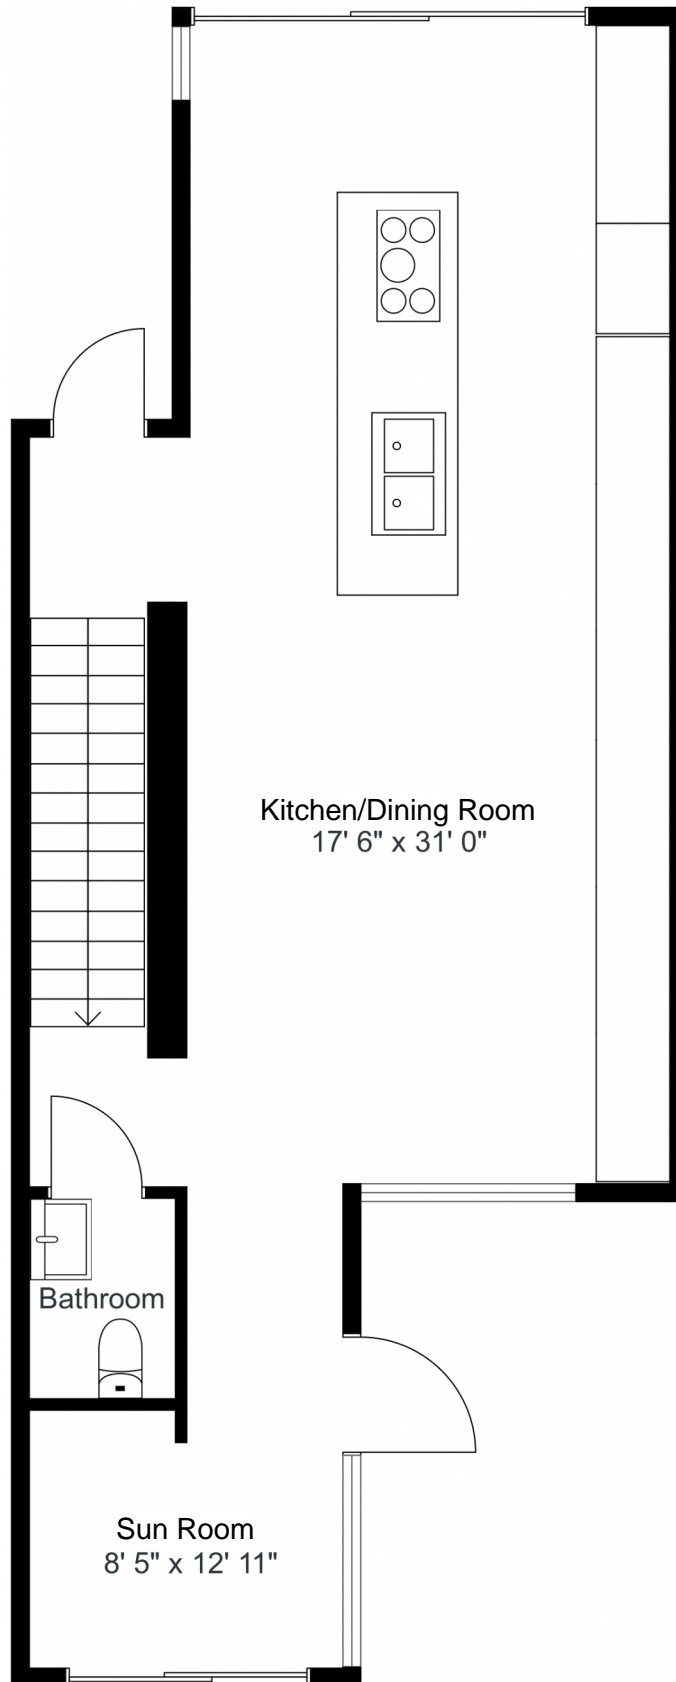 Kitchen/Dining Room
17' 6" x 31' 0"
Bathroom
Sun Room
8' 5" x 12' 11"